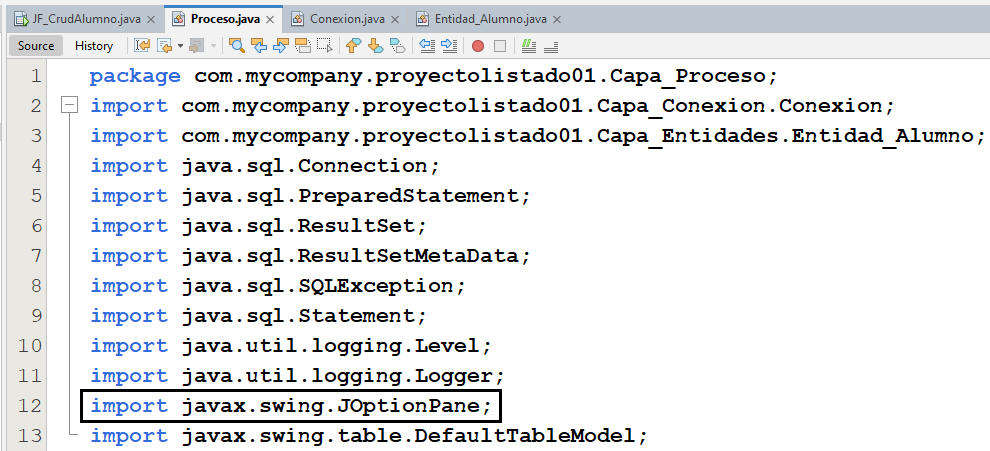 JF_CrudAlumno.java Proceso.java Conexion.java Entidad_Alumno.java
Source History
1 package com.mycompany.proyectolistado01.Capa_Proceso;
2 import com.mycompany.proyectolistado01.Capa_Conexion.Conexion;
3 import com.mycompany.proyectolistado01.Capa_Entidades.Entidad_Alumno;
4 import java.sql.Connection;
5 import java.sql.PreparedStatement;
6 import java.sql.ResultSet;
7 import java.sql.ResultSetMetaData;
8 import java.sql.SQLException;
9 import java.sql.Statement;
10 import java.util.logging.Level;
11 import java.util.logging.Logger;
12 import javax.swing.JOptionPane;
13 import javax.swing.table.DefaultTableModel;